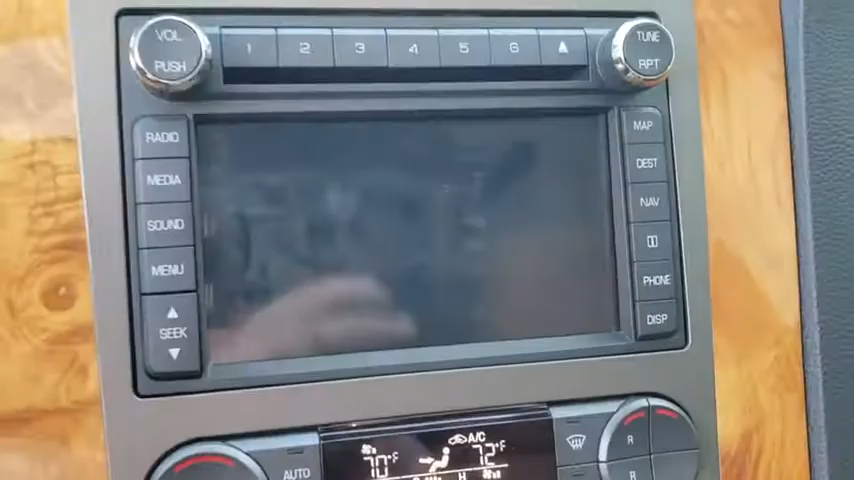 VOL
PUSH
1 2 3 4 5 6
TUNE
RPT
RADIO
MEDIA
SOUND
MENU
SEEK
MAP
DEST
NAV
PHONE
DISP
A/C
70°F
72°F
AUTO
R
R